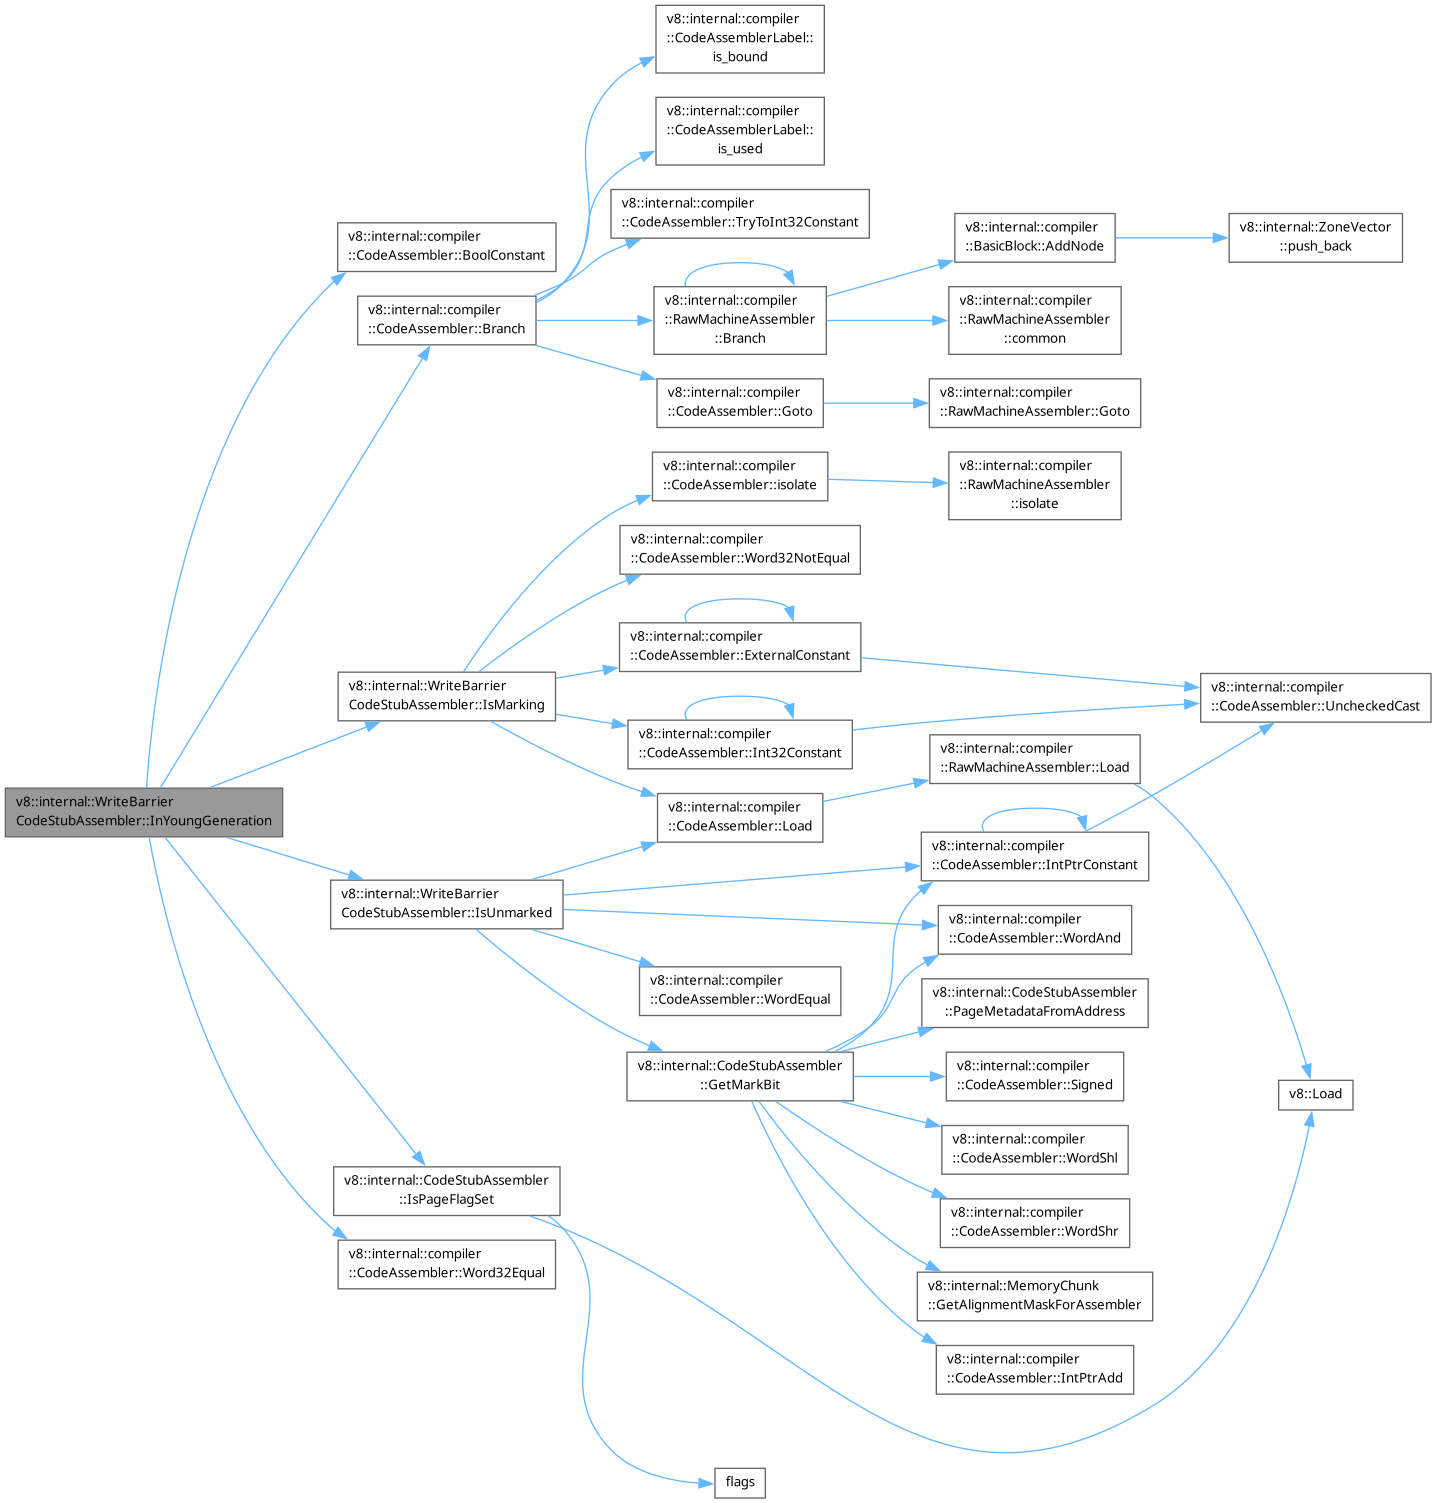 v8::internal::WriteBarrier
CodeStubAssembler::InYoungGeneration
v8::internal::compiler
::CodeAssembler::BoolConstant
v8::internal::compiler
::CodeAssembler::Branch
v8::internal::compiler
::CodeAssemblerLabel::
is_bound
v8::internal::compiler
::CodeAssemblerLabel::
is_used
v8::internal::compiler
::CodeAssembler::TryToInt32Constant
v8::internal::compiler
::RawMachineAssembler
::Branch
v8::internal::compiler
::BasicBlock::AddNode
v8::internal::ZoneVector
::push_back
v8::internal::compiler
::RawMachineAssembler
::common
v8::internal::compiler
::CodeAssembler::Goto
v8::internal::compiler
::RawMachineAssembler::Goto
v8::internal::WriteBarrier
CodeStubAssembler::IsMarking
v8::internal::compiler
::CodeAssembler::isolate
v8::internal::compiler
::RawMachineAssembler
::isolate
v8::internal::compiler
::CodeAssembler::Word32NotEqual
v8::internal::compiler
::CodeAssembler::ExternalConstant
v8::internal::compiler
::CodeAssembler::UncheckedCast
v8::internal::compiler
::CodeAssembler::Int32Constant
v8::internal::compiler
::CodeAssembler::Load
v8::internal::compiler
::RawMachineAssembler::Load
v8::Load
v8::internal::WriteBarrier
CodeStubAssembler::IsUnmarked
v8::internal::compiler
::CodeAssembler::IntPtrConstant
v8::internal::compiler
::CodeAssembler::WordAnd
v8::internal::compiler
::CodeAssembler::WordEqual
v8::internal::CodeStubAssembler
::GetMarkBit
v8::internal::CodeStubAssembler
::PageMetadataFromAddress
v8::internal::compiler
::CodeAssembler::Signed
v8::internal::compiler
::CodeAssembler::WordShl
v8::internal::compiler
::CodeAssembler::WordShr
v8::internal::MemoryChunk
::GetAlignmentMaskForAssembler
v8::internal::compiler
::CodeAssembler::IntPtrAdd
v8::internal::CodeStubAssembler
::IsPageFlagSet
flags
v8::internal::compiler
::CodeAssembler::Word32Equal